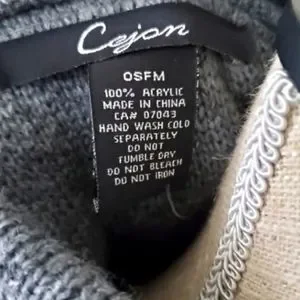 Cejon
OSFM
100% ACRYLIC
MADE IN CHINA
CA# 07043
HAND WASH COLD
SEPARATELY
DO NOT
TUMBLE DRY
DO NOT BLEACH
DO NOT IRON